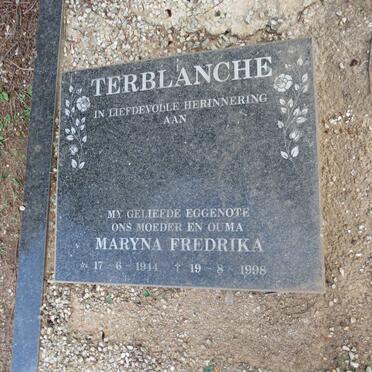 TERBLANCHE
IN LIEFDEVOLLE HERINNERING
AAN
MY GELIEFDE EGGENOTE
ONS MOEDER EN OUMA
MARYNA FREDRIKA
☆ 17 - 6 - 1944 † 19 - 8 - 1998